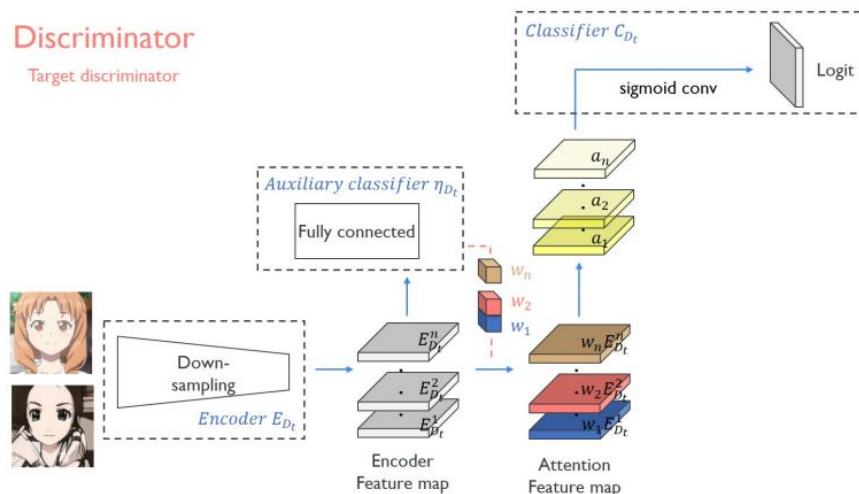 Discriminator
Target discriminator
Classifier C_{D_t}
sigmoid conv
Logit
a_n
a_2
a_1
Auxiliary classifier η_{D_t}
Fully connected
w_n
w_2
w_1
Down-
sampling
Encoder E_{D_t}
E^n_{D_t}
E^2_{D_t}
E^1_{D_t}
w_n E^n_{D_t}
w_2 E^2_{D_t}
w_1 E^1_{D_t}
Encoder
Feature map
Attention
Feature map